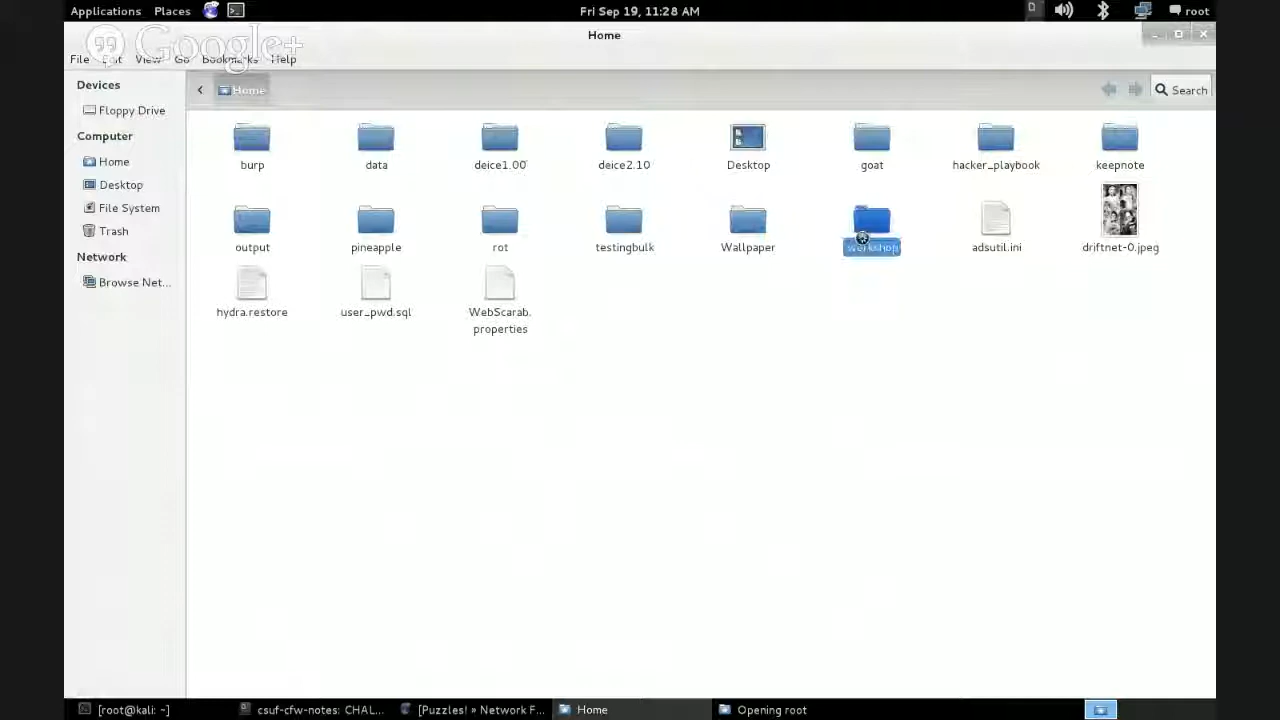 Applications Places Fri Sep 19, 11:28 AM root
Home
Google+
File Edit View Go Bookmarks Help
Devices
Floppy Drive
Computer
Home
Desktop
File System
Trash
Network
Browse Net...
Home
Search
burp data deice1.00 deice2.10 Desktop goat hacker_playbook keepnote
output pineapple rot testingbulk Wallpaper workshop adsutil.ini driftnet-0.jpeg
hydra.restore user_pwd.sql WebScarab.
properties
[root@kali: ~] csuf-cfw-notes: CHAL... [Puzzles! » Network F... Home Opening root